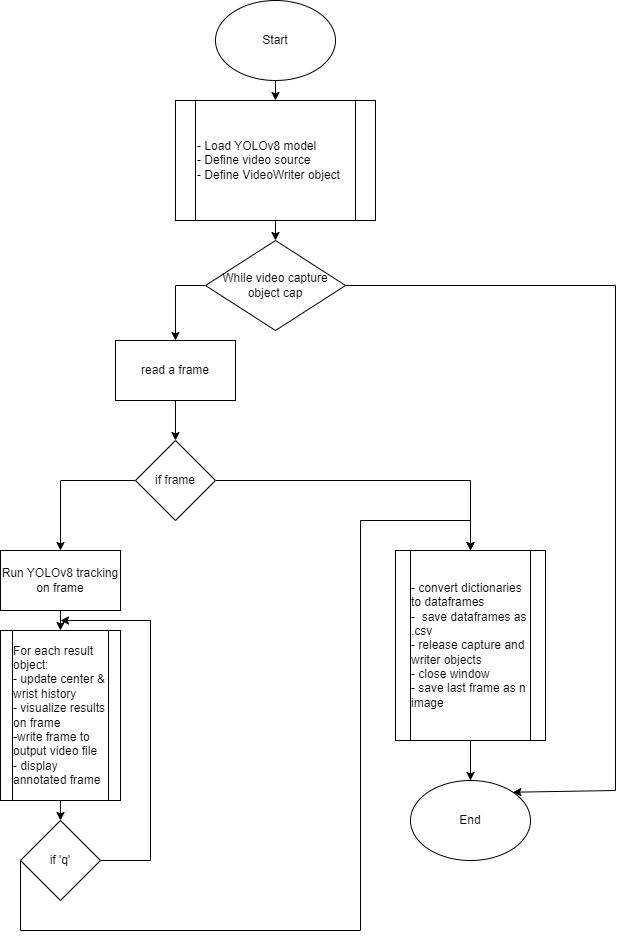 Start
- Load YOLOv8 model
- Define video source
- Define VideoWriter object
While video capture
object cap
read a frame
if frame
Run YOLOv8 tracking
on frame
For each result
object:
- update center &
wrist history
- visualize results
on frame
-write frame to
output video file
- display
annotated frame
if 'q'
- convert dictionaries
to dataframes
-  save dataframes as
.csv
- release capture and
writer objects
- close window
- save last frame as n
image
End